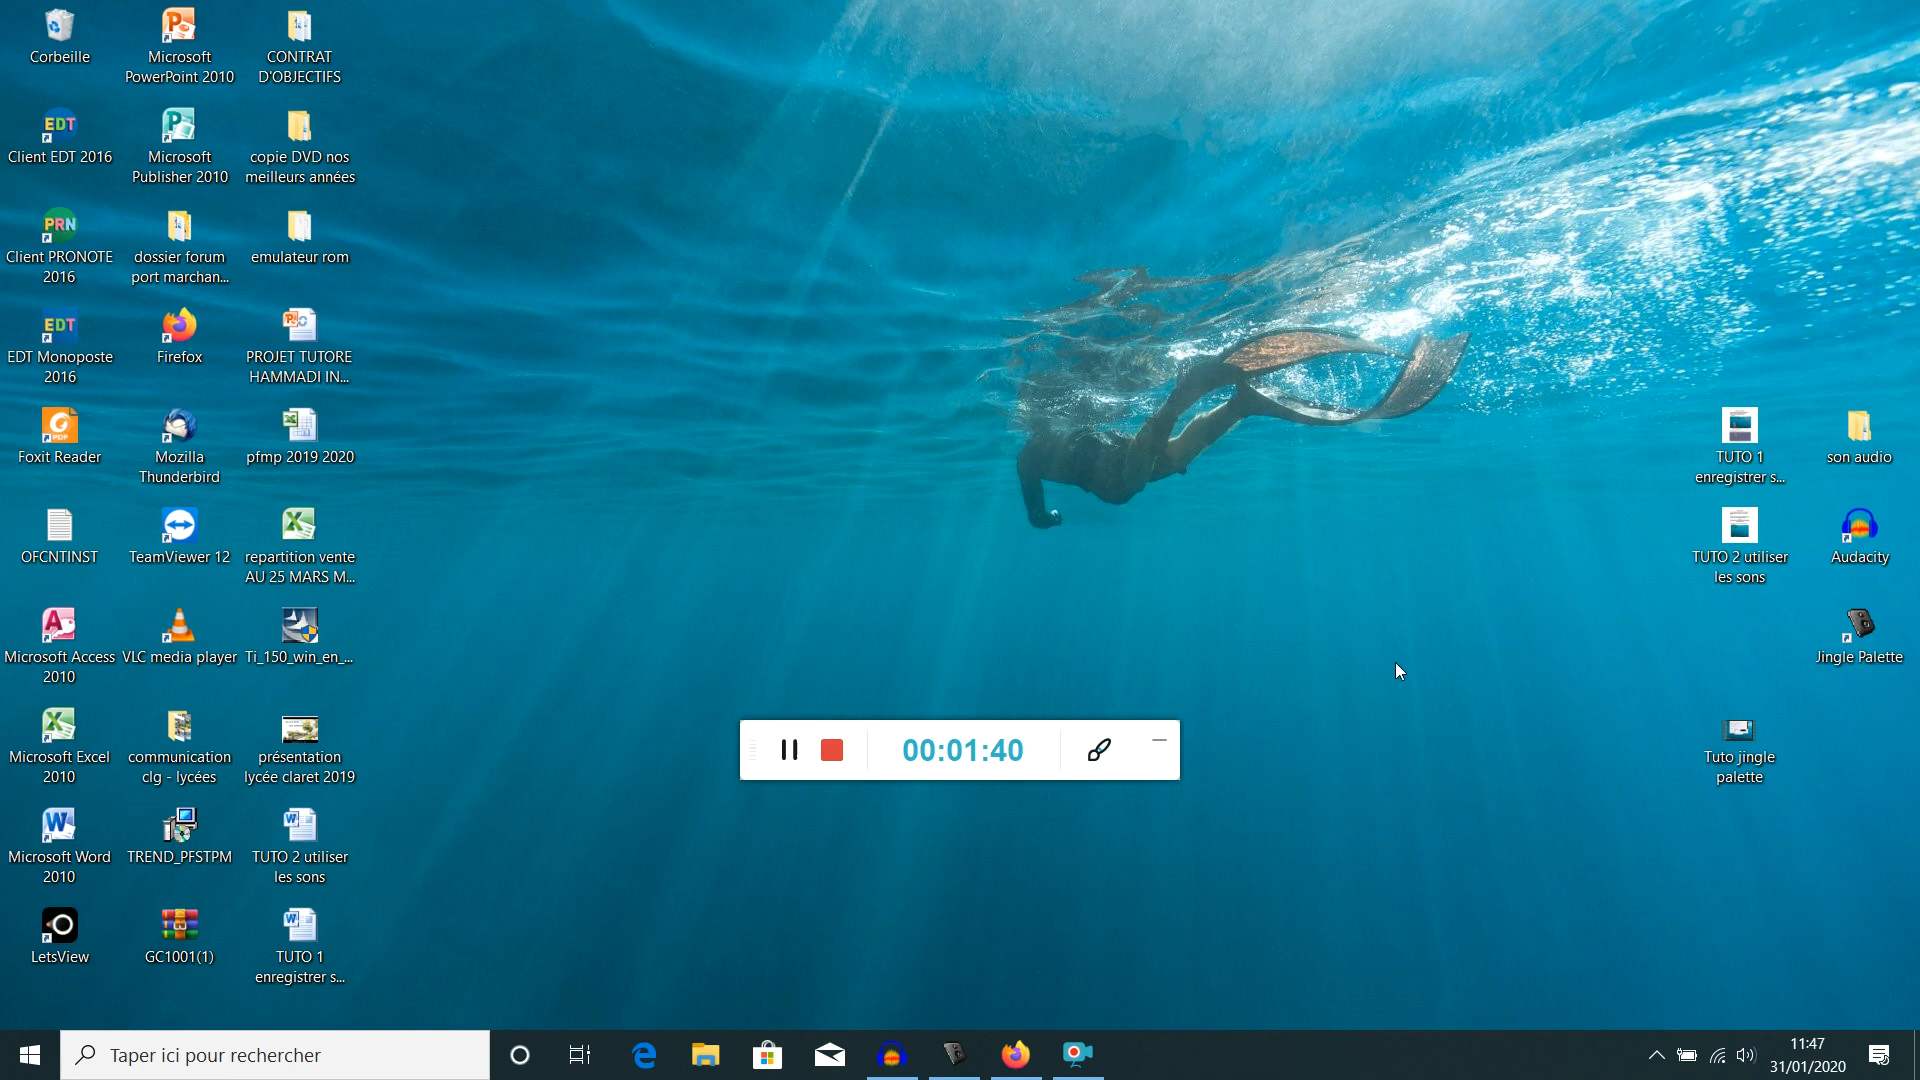 Corbeille
Microsoft
PowerPoint 2010
CONTRAT
D'OBJECTIFS
EDT
Client EDT 2016
Microsoft
Publisher 2010
copie DVD nos
meilleurs années
PRN
Client PRONOTE
2016
dossier forum
port marchan...
emulateur rom
EDT
EDT Monoposte
2016
Firefox
PROJET TUTORE
HAMMADI IN...
PDF
Foxit Reader
Mozilla
Thunderbird
pfmp 2019 2020
TUTO 1
enregistrer s...
son audio
OFCNTINST
TeamViewer 12
repartition vente
AU 25 MARS M...
TUTO 2 utiliser
les sons
Audacity
Microsoft Access
2010
VLC media player
Ti_150_win_en_...
Jingle Palette
Microsoft Excel
2010
communication
clg - lycées
présentation
lycée claret 2019
00:01:40
Tuto jingle
palette
Microsoft Word
2010
TREND_PFSTPM
TUTO 2 utiliser
les sons
LetsView
GC1001(1)
TUTO 1
enregistrer s...
Taper ici pour rechercher
11:47
31/01/2020